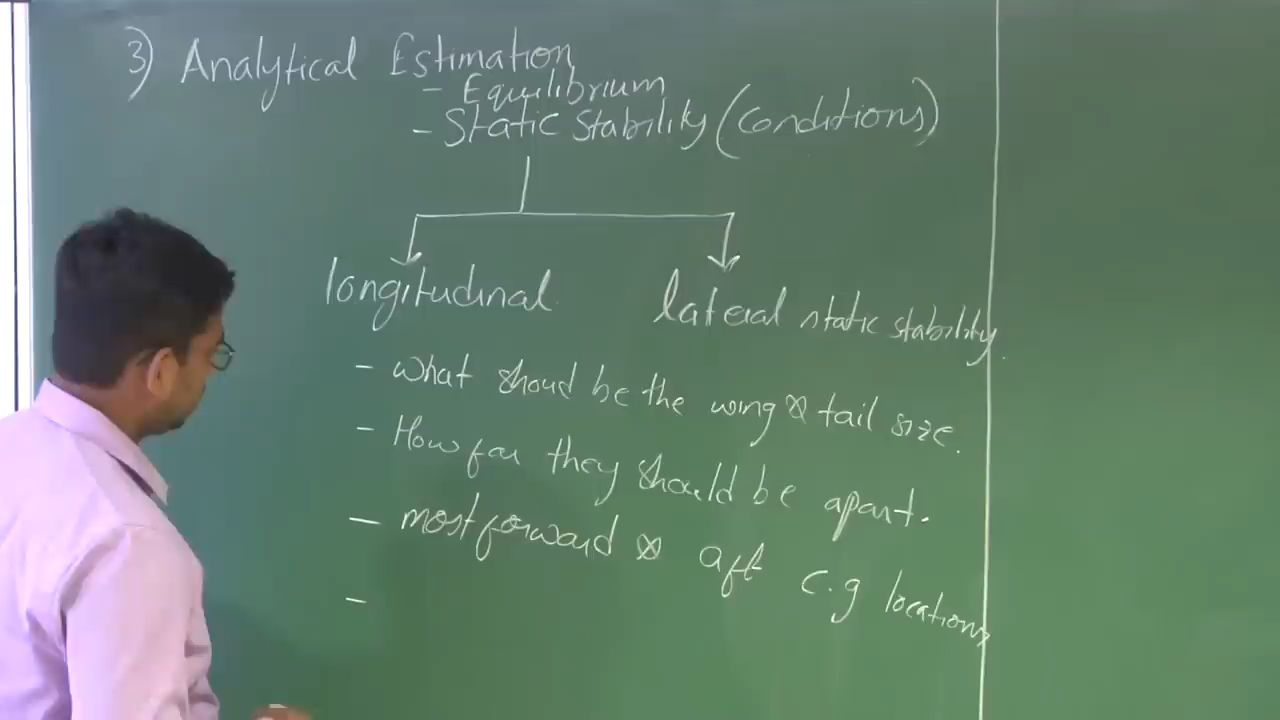 3) Analytical Estimation
- Equilibrium
- Static Stability (Conditions)
longitudinal lateral static stability.
- What shoud be the wing & tail size.
- How far they should be apart.
- most forward & aft c.g locations
-